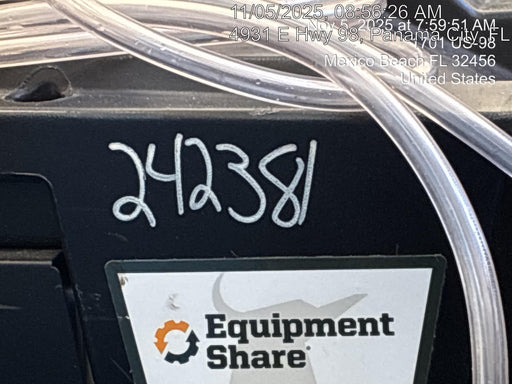 11/05/2025, 08:56:26 AM
Nov 5, 2025 at 7:59:51 AM
4931 E Hwy 98, Panama City, FL
1701 US-98
Mexico Beach FL 32456
United States
242381
Equipment
Share